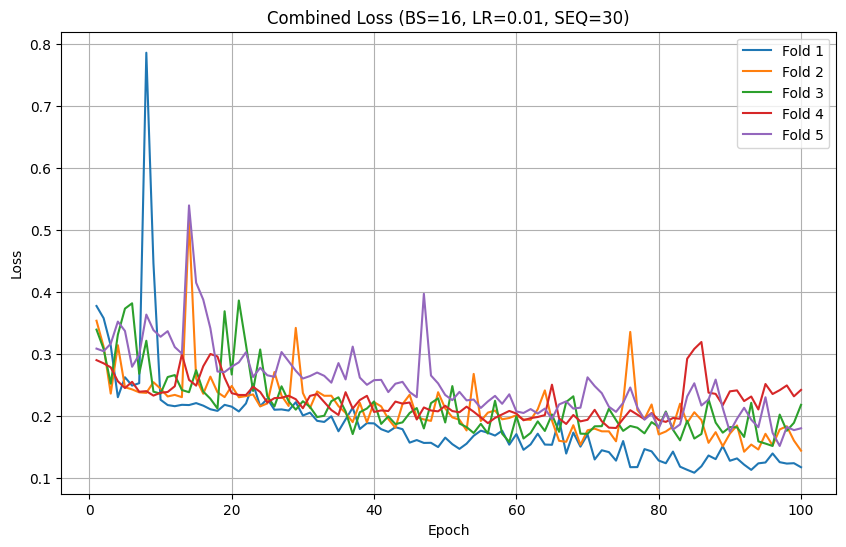 Combined Loss (BS=16, LR=0.01, SEQ=30)
Fold 1
Fold 2
Fold 3
Fold 4
Fold 5
Loss
0.8
0.7
0.6
0.5
0.4
0.3
0.2
0.1
0 20 40 60 80 100
Epoch